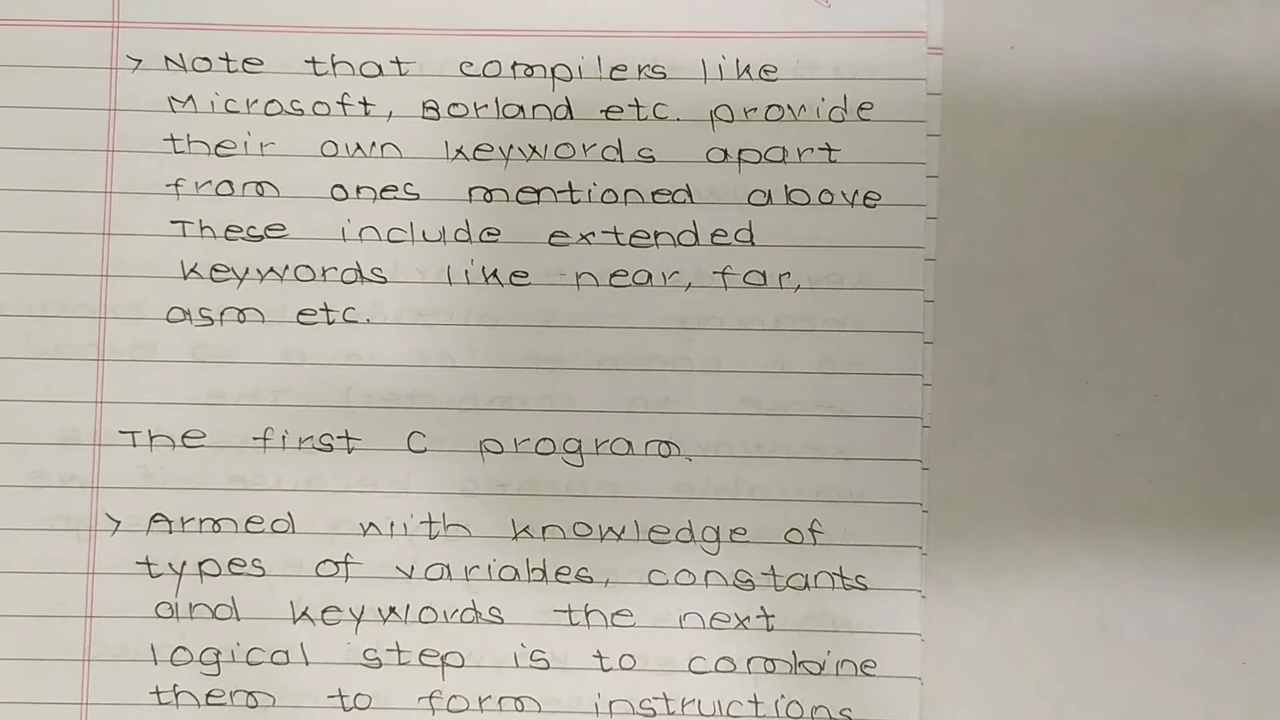 > Note that compilers like
Microsoft, Borland etc. provide
their own keywords apart
from ones mentioned above
These include extended
keywords like near, far,
asm etc.
The first C program.
> Armed with knowledge of
types of variables, constants
and keywords the next
logical step is to combine
them to form instructions